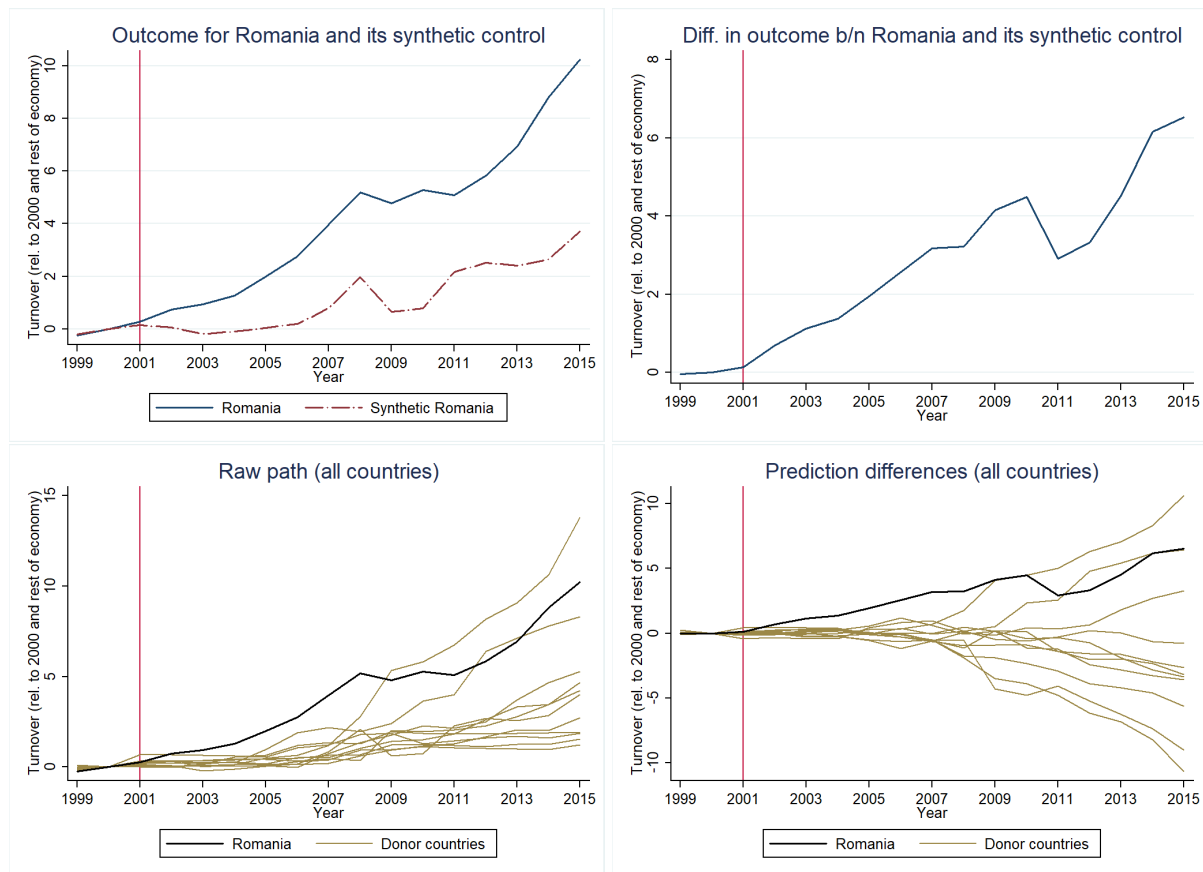 Outcome for Romania and its synthetic control
Turnover (rel. to 2000 and rest of economy)
10
8
6
4
2
0
1999 2001 2003 2005 2007 2009 2011 2013 2015
Year
Romania Synthetic Romania
Diff. in outcome b/n Romania and its synthetic control
Turnover (rel. to 2000 and rest of economy)
8
6
4
2
0
1999 2001 2003 2005 2007 2009 2011 2013 2015
Year
Raw path (all countries)
Turnover (rel. to 2000 and rest of economy)
15
10
5
0
1999 2001 2003 2005 2007 2009 2011 2013 2015
Year
Romania Donor countries
Prediction differences (all countries)
Turnover (rel. to 2000 and rest of economy)
10
5
0
-5
-10
1999 2001 2003 2005 2007 2009 2011 2013 2015
Year
Romania Donor countries